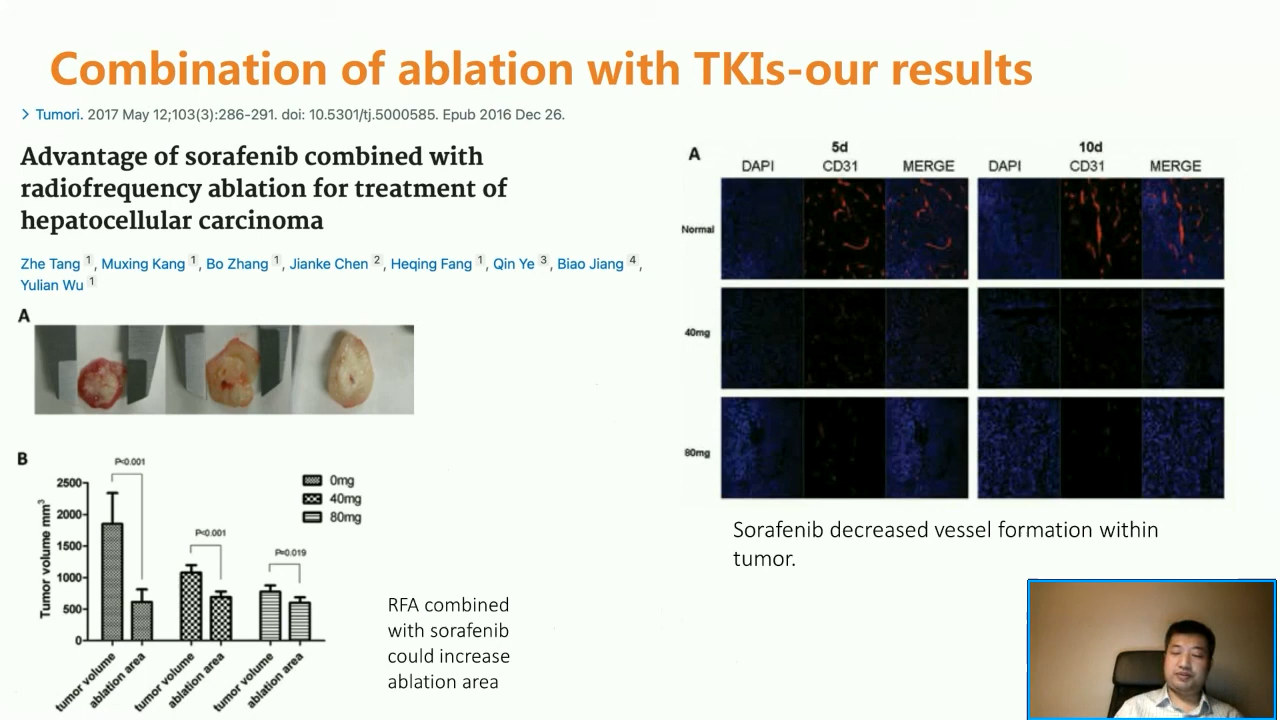 Combination of ablation with TKIs-our results
> Tumori. 2017 May 12;103(3):286-291. doi: 10.5301/tj.5000585. Epub 2016 Dec 26.
Advantage of sorafenib combined with
radiofrequency ablation for treatment of
hepatocellular carcinoma
Zhe Tang 1, Muxing Kang 1, Bo Zhang 1, Jianke Chen 2, Heqing Fang 1, Qin Ye 3, Biao Jiang 4,
Yulian Wu 1
A
B
P<0.001
P<0.001
P=0.019
0mg
40mg
80mg
Tumor volume mm3
2500
2000
1500
1000
500
0
tumor volume
ablation area
tumor volume
ablation area
tumor volume
ablation area
RFA combined
with sorafenib
could increase
ablation area
A
5d
10d
DAPI CD31 MERGE DAPI CD31 MERGE
Normal
40mg
80mg
Sorafenib decreased vessel formation within
tumor.